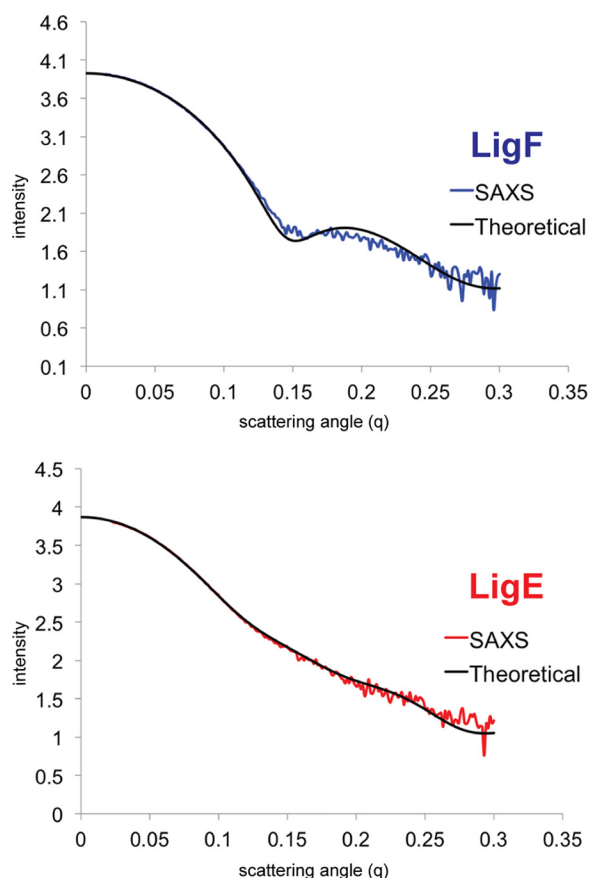 4.6
4.1
3.6
3.1
2.6
2.1
1.6
1.1
0.6
0.1
intensity
LigF
SAXS
Theoretical
0 0.05 0.1 0.15 0.2 0.25 0.3 0.35
scattering angle (q)
4.5
4
3.5
3
2.5
2
1.5
1
0.5
0
intensity
LigE
SAXS
Theoretical
0 0.05 0.1 0.15 0.2 0.25 0.3 0.35
scattering angle (q)